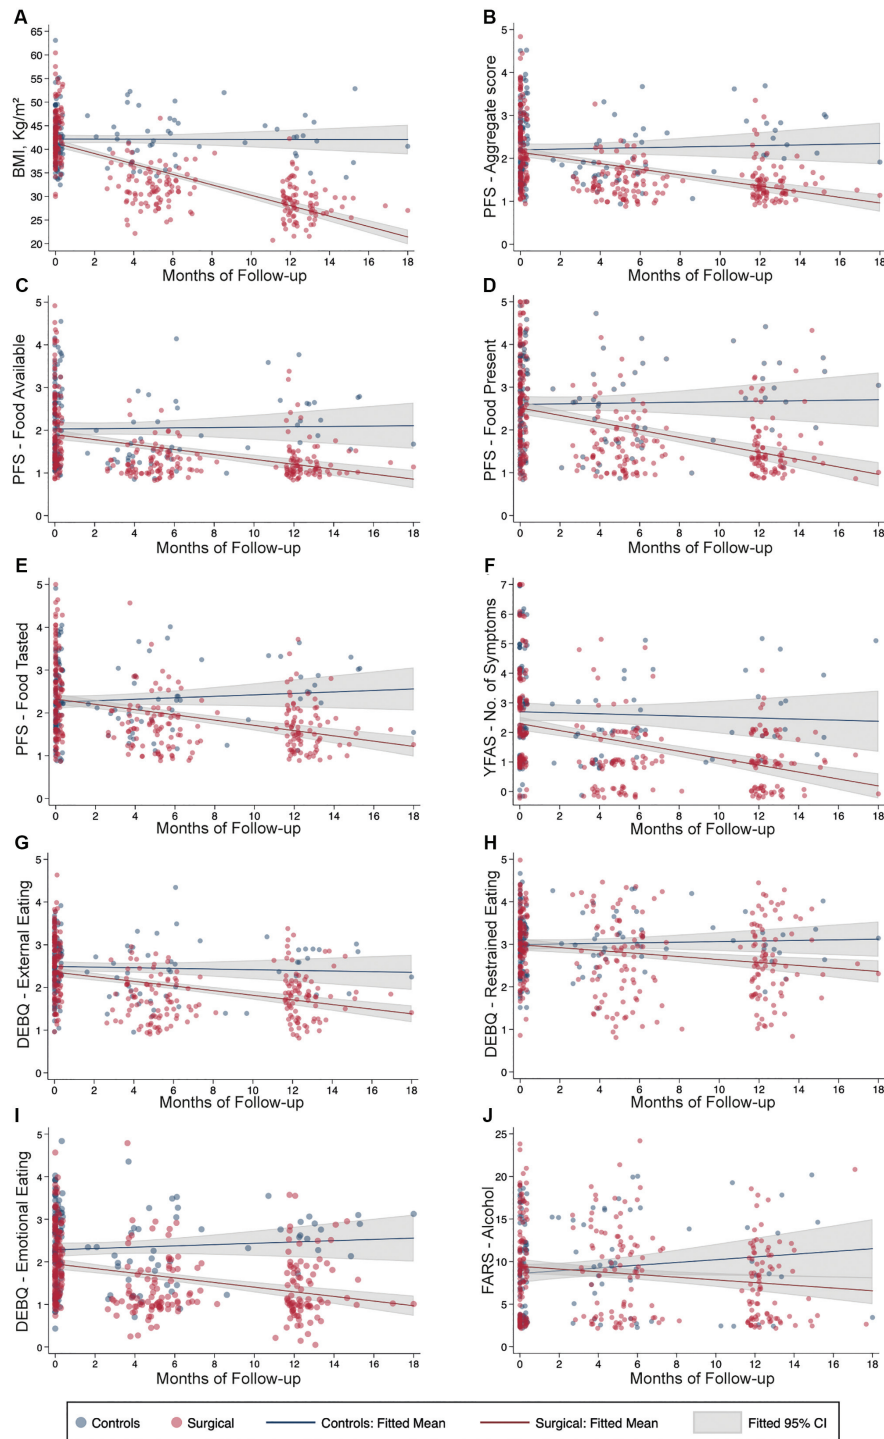 A
65
60
55
50
45
40
35
30
25
20
BMI, Kg/m²
0 2 4 6 8 10 12 14 16 18
Months of Follow-up
B
5
4
3
2
1
0
PFS - Aggregate score
0 2 4 6 8 10 12 14 16 18
Months of Follow-up
C
5
4
3
2
1
0
PFS - Food Available
0 2 4 6 8 10 12 14 16 18
Months of Follow-up
D
5
4
3
2
1
0
PFS - Food Present
0 2 4 6 8 10 12 14 16 18
Months of Follow-up
E
5
4
3
2
1
0
PFS - Food Tasted
0 2 4 6 8 10 12 14 16 18
Months of Follow-up
F
7
6
5
4
3
2
1
0
YFAS - No. of Symptoms
0 2 4 6 8 10 12 14 16 18
Months of Follow-up
G
5
4
3
2
1
0
DEBQ - External Eating
0 2 4 6 8 10 12 14 16 18
Months of Follow-up
H
5
4
3
2
1
0
DEBQ - Restrained Eating
0 2 4 6 8 10 12 14 16 18
Months of Follow-up
I
5
4
3
2
1
0
DEBQ - Emotional Eating
0 2 4 6 8 10 12 14 16 18
Months of Follow-up
J
25
20
15
10
5
0
FARS - Alcohol
0 2 4 6 8 10 12 14 16 18
Months of Follow-up
Controls Surgical Controls: Fitted Mean Surgical: Fitted Mean Fitted 95% CI